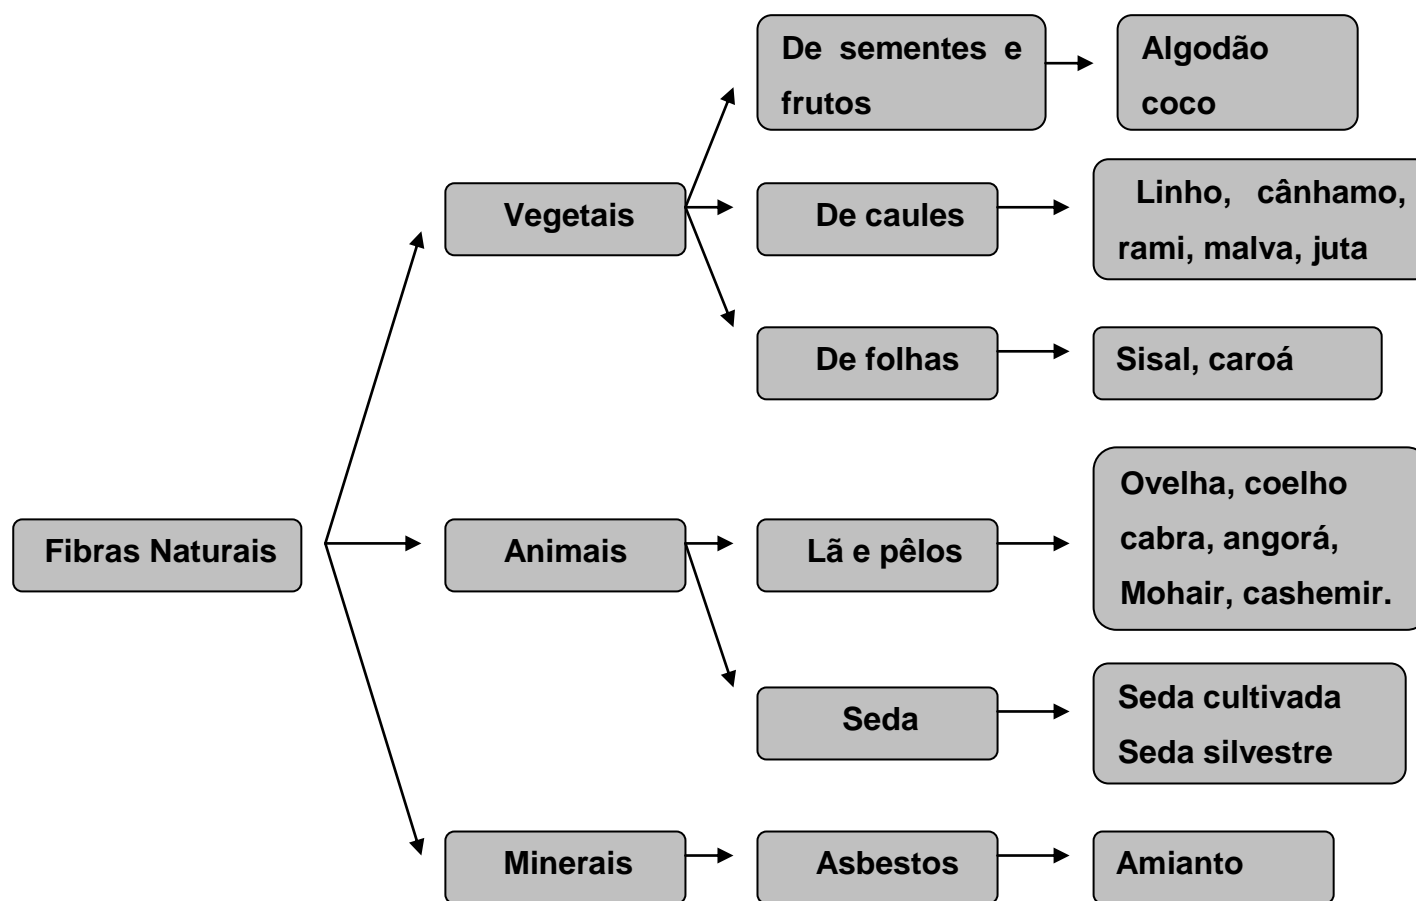 De sementes e
frutos
Algodão
coco
Vegetais
De caules
Linho, cânhamo,
rami, malva, juta
De folhas
Sisal, caroá
Fibras Naturais
Animais
Lã e pêlos
Ovelha, coelho
cabra, angorá,
Mohair, cashemir.
Seda
Seda cultivada
Seda silvestre
Minerais
Asbestos
Amianto